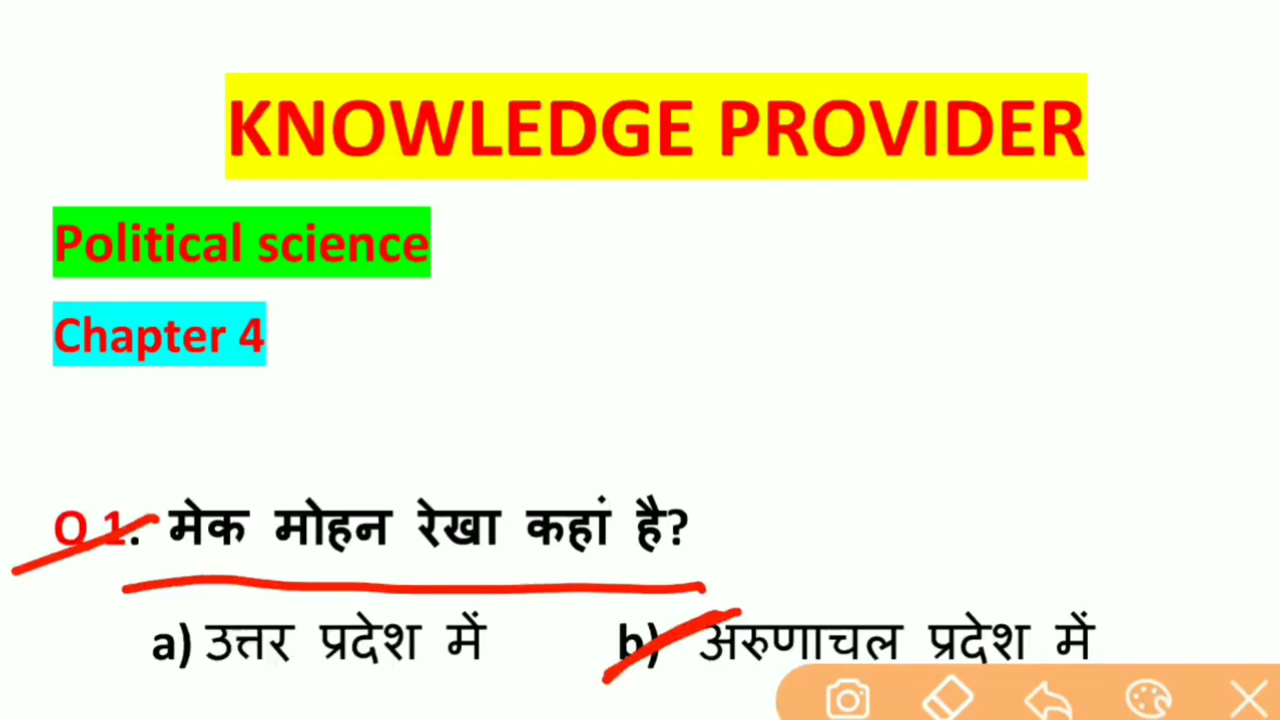 KNOWLEDGE PROVIDER
Political science
Chapter 4
Q 1. मेक मोहन रेखा कहां है?
a) उत्तर प्रदेश में b) अरुणाचल प्रदेश में